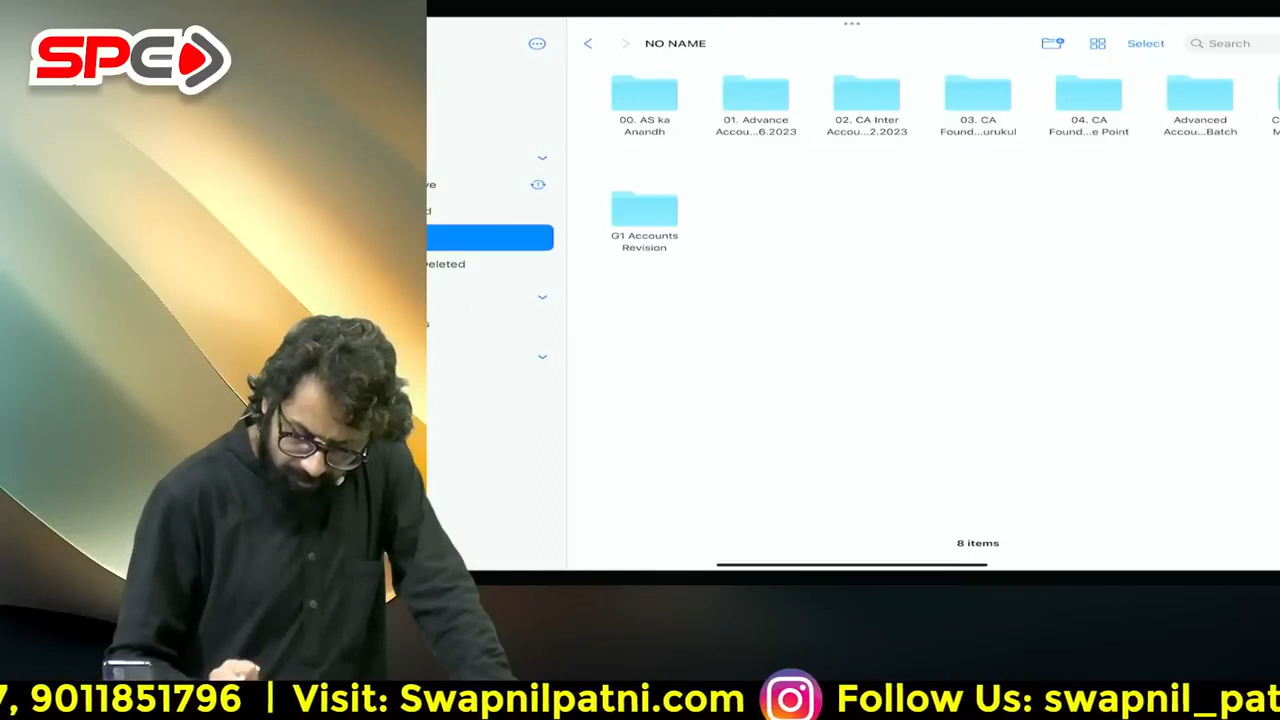 SPC
NO NAME
Select
Search
00. AS ka
Anandh
01. Advance
Accou...6.2023
02. CA Inter
Accou...2.2023
03. CA
Found...urukul
04. CA
Found...e Point
Advanced
Accou...Batch
G1 Accounts
Revision
8 items
7, 9011851796 | Visit: Swapnilpatni.com
Follow Us: swapnil_pat